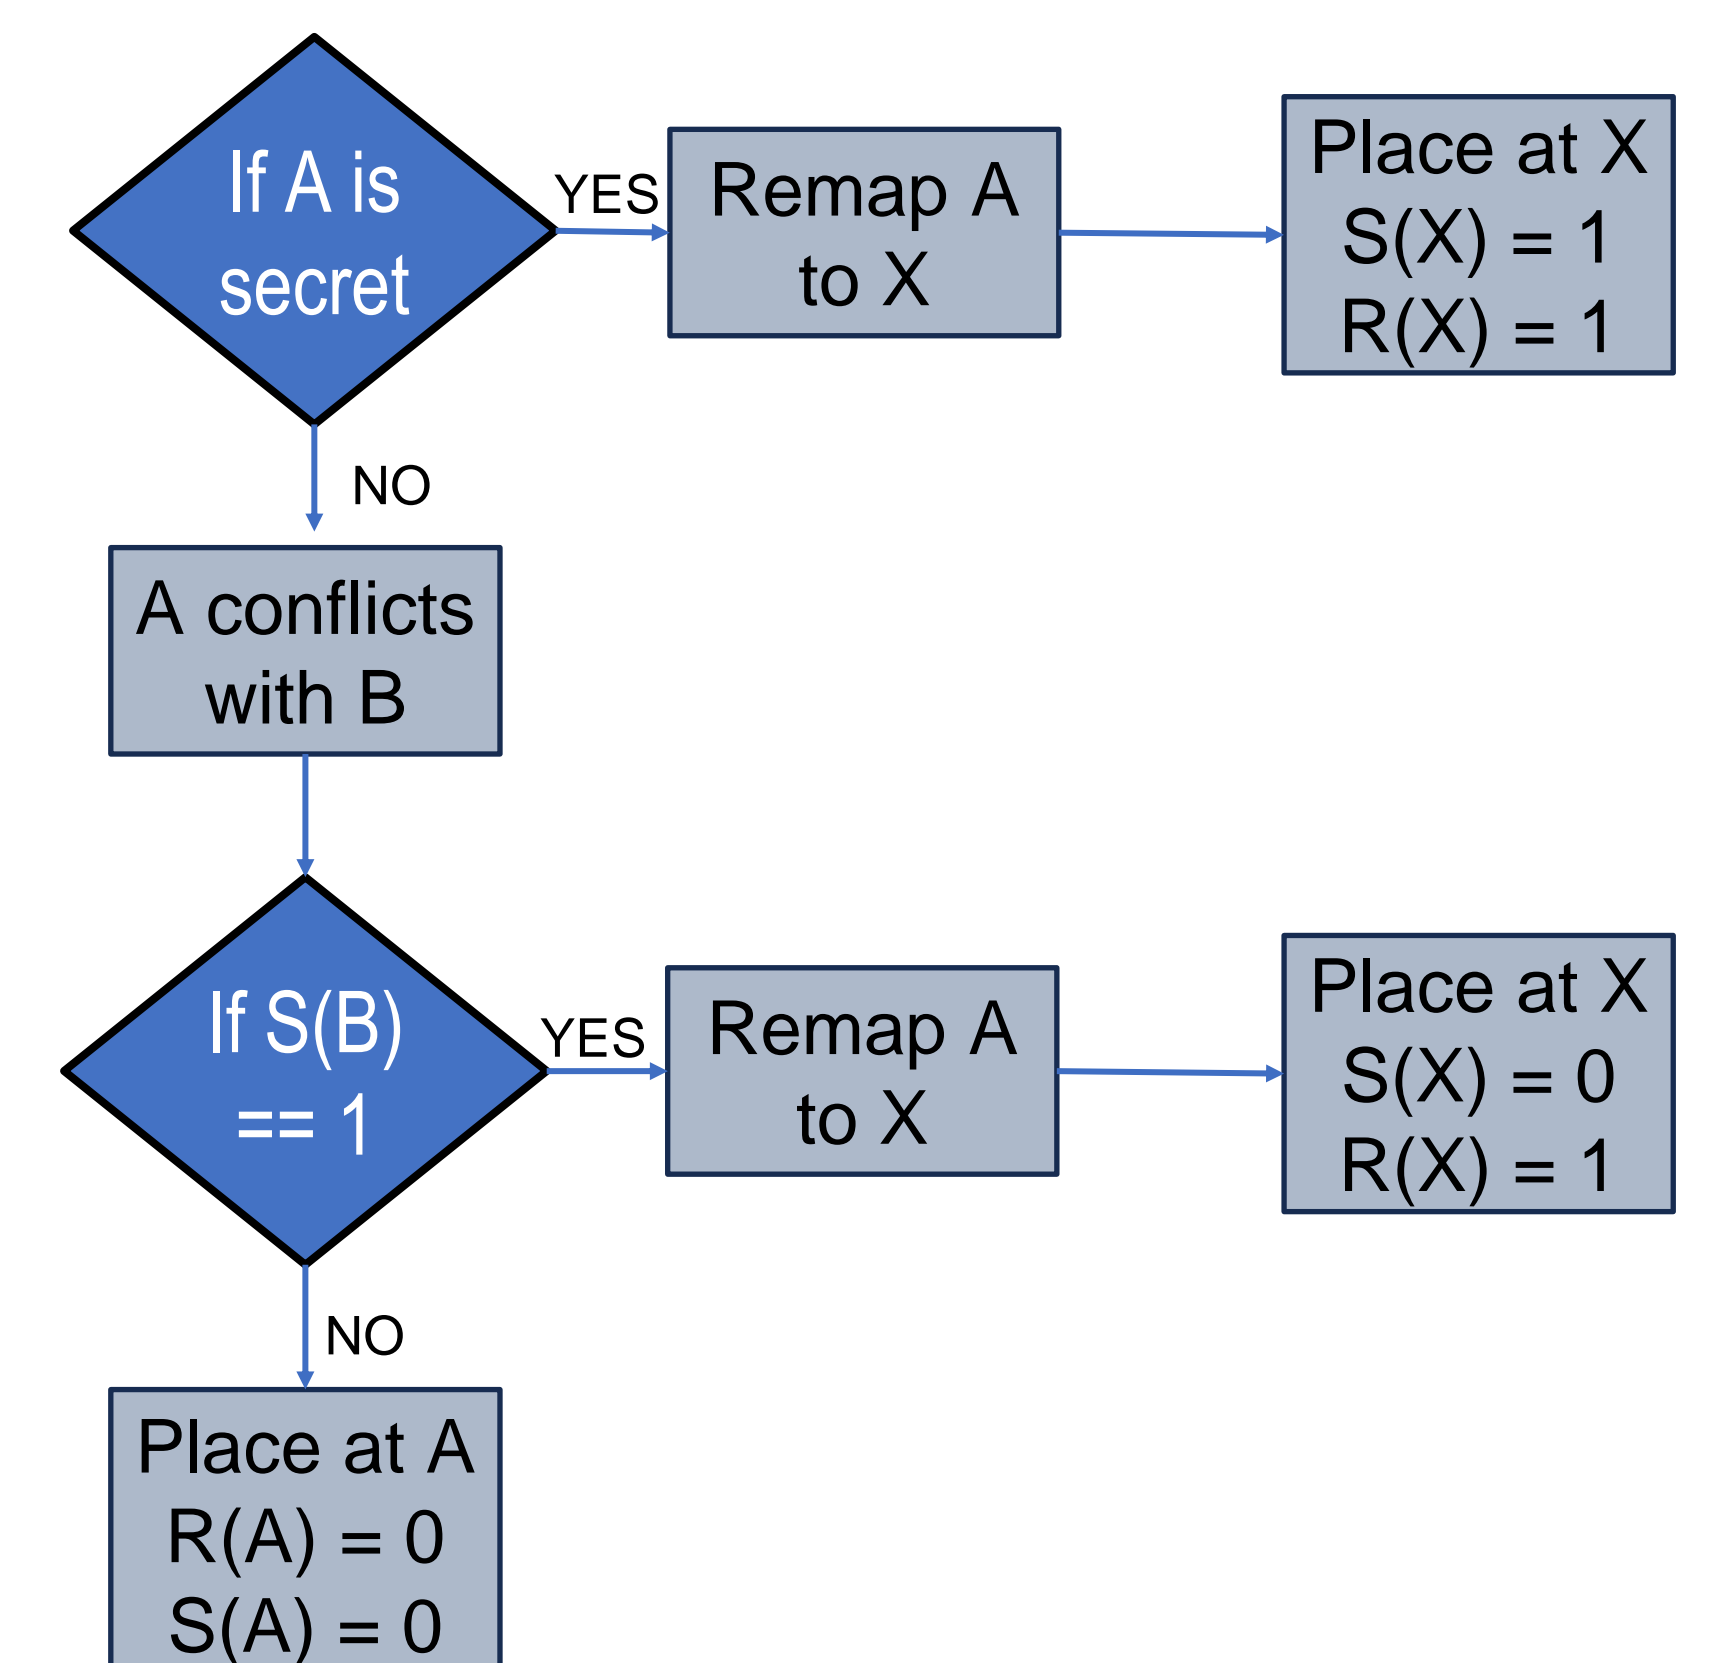 If A is
secret
YES
Remap A
to X
Place at X
S(X) = 1
R(X) = 1
NO
A conflicts
with B
If S(B)
== 1
YES
Remap A
to X
Place at X
S(X) = 0
R(X) = 1
NO
Place at A
R(A) = 0
S(A) = 0